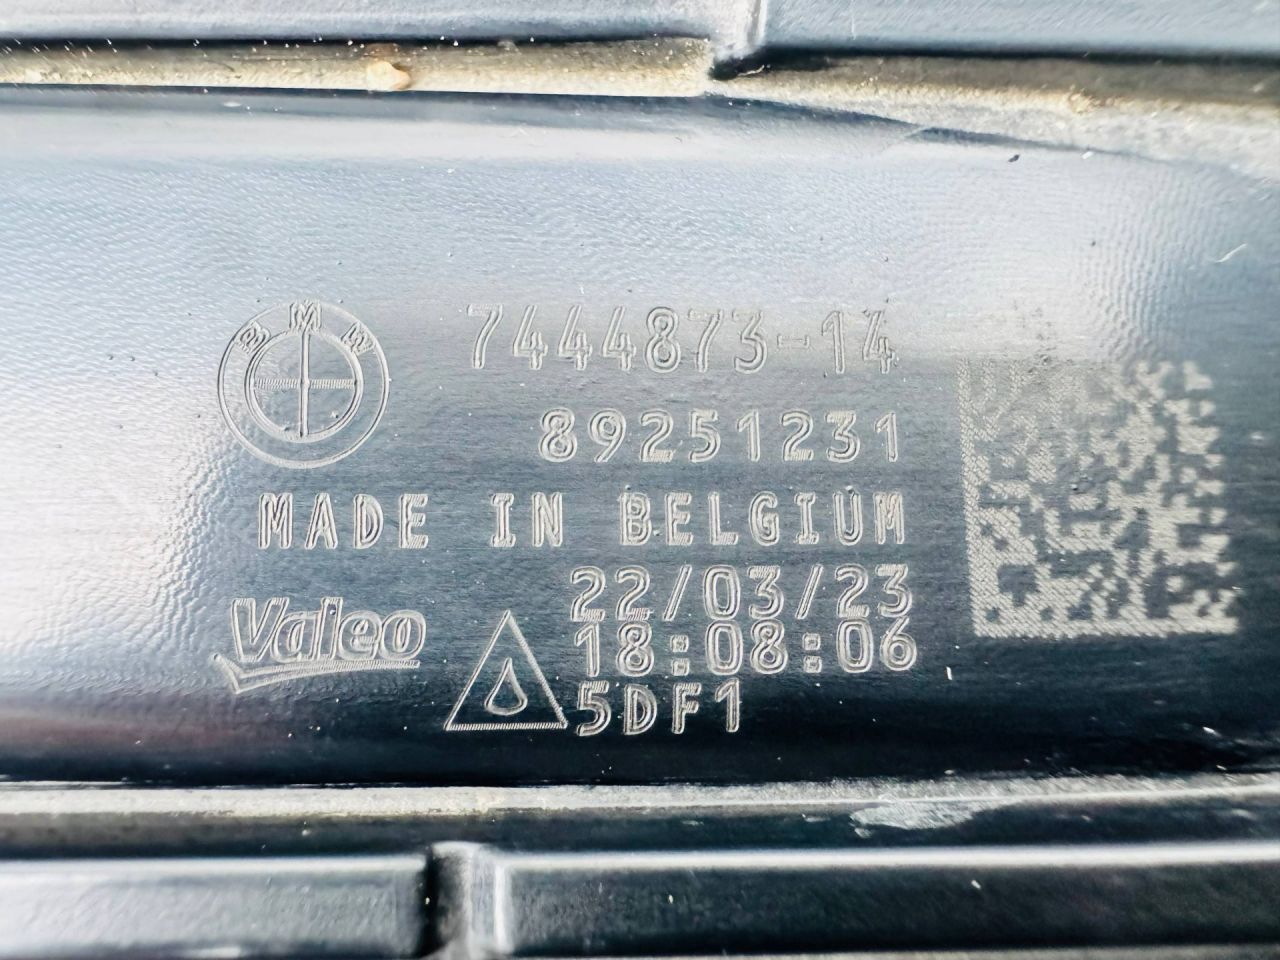 BMW
7444873-14
89251231
MADE IN BELGIUM
22/03/23
Valeo
18:08:06
5DF1